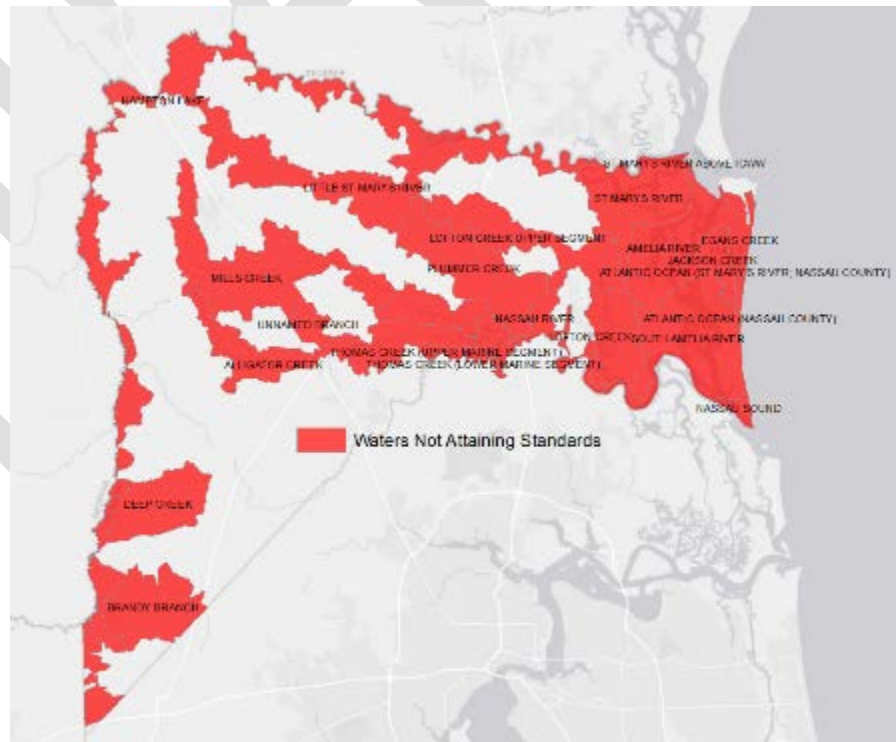 HAMPTON LAKE
ST MARYS RIVER ABOVE TOWN
LITTLE ST MARYS RIVER
ST MARYS RIVER
LOFTON CREEK UPPER SEGMENT
EGANS CREEK
AMELIA RIVER
JACKSON CREEK
PLUMMER CREEK
ATLANTIC OCEAN (ST MARY'S RIVER; NASSAU COUNTY)
MILLS CREEK
NASSAU RIVER
ATLANTIC OCEAN (NASSAU COUNTY)
UNNAMED BRANCH
LOFTON CREEK
SOUTH AMELIA RIVER
THOMAS CREEK (UPPER MARINE SEGMENT)
ALLIGATOR CREEK
THOMAS CREEK (LOWER MARINE SEGMENT)
NASSAU SOUND
Waters Not Attaining Standards
DEEP CREEK
BRANDY BRANCH